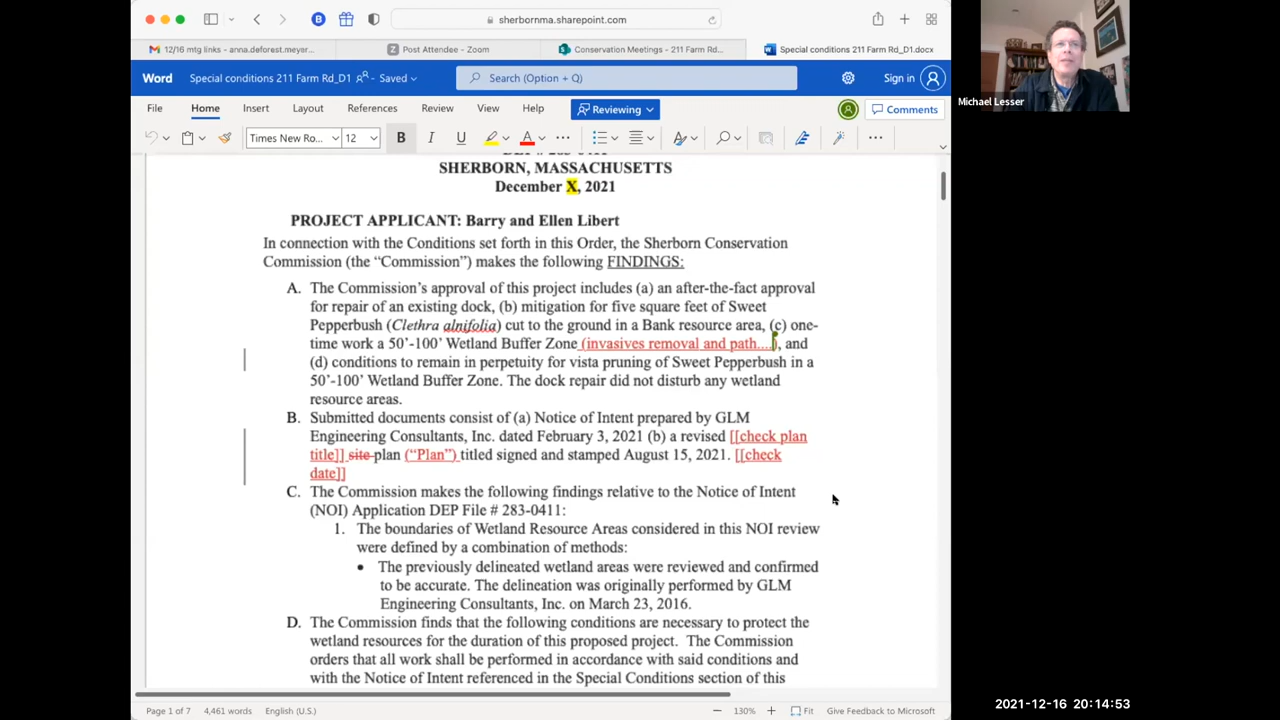 sherbornma.sharepoint.com
12/16 mtg links - anna.deforest.meyer...
Post Attendee - Zoom
Conservation Meetings - 211 Farm Rd...
Special conditions 211 Farm Rd_D1.docx
Word
Special conditions 211 Farm Rd_D1 - Saved
Search (Option + Q)
Sign in
Michael Lesser
File Home Insert Layout References Review View Help Reviewing Comments
Times New Ro... 12 B I U A
SHERBORN, MASSACHUSETTS
December X, 2021
PROJECT APPLICANT: Barry and Ellen Libert
In connection with the Conditions set forth in this Order, the Sherborn Conservation
Commission (the “Commission”) makes the following FINDINGS:
A. The Commission’s approval of this project includes (a) an after-the-fact approval
for repair of an existing dock, (b) mitigation for five square feet of Sweet
Pepperbush (Clethra alnifolia) cut to the ground in a Bank resource area, (c) one-
time work a 50’-100’ Wetland Buffer Zone (invasives removal and path....), and
(d) conditions to remain in perpetuity for vista pruning of Sweet Pepperbush in a
50’-100’ Wetland Buffer Zone. The dock repair did not disturb any wetland
resource areas.
B. Submitted documents consist of (a) Notice of Intent prepared by GLM
Engineering Consultants, Inc. dated February 3, 2021 (b) a revised [[check plan
title]] site plan (“Plan”) titled signed and stamped August 15, 2021. [[check
date]]
C. The Commission makes the following findings relative to the Notice of Intent
(NOI) Application DEP File # 283-0411:
1. The boundaries of Wetland Resource Areas considered in this NOI review
were defined by a combination of methods:
• The previously delineated wetland areas were reviewed and confirmed
to be accurate. The delineation was originally performed by GLM
Engineering Consultants, Inc. on March 23, 2016.
D. The Commission finds that the following conditions are necessary to protect the
wetland resources for the duration of this proposed project. The Commission
orders that all work shall be performed in accordance with said conditions and
with the Notice of Intent referenced in the Special Conditions section of this
Page 1 of 7 4,461 words English (U.S.) 130% Fit Give Feedback to Microsoft
2021-12-16 20:14:53